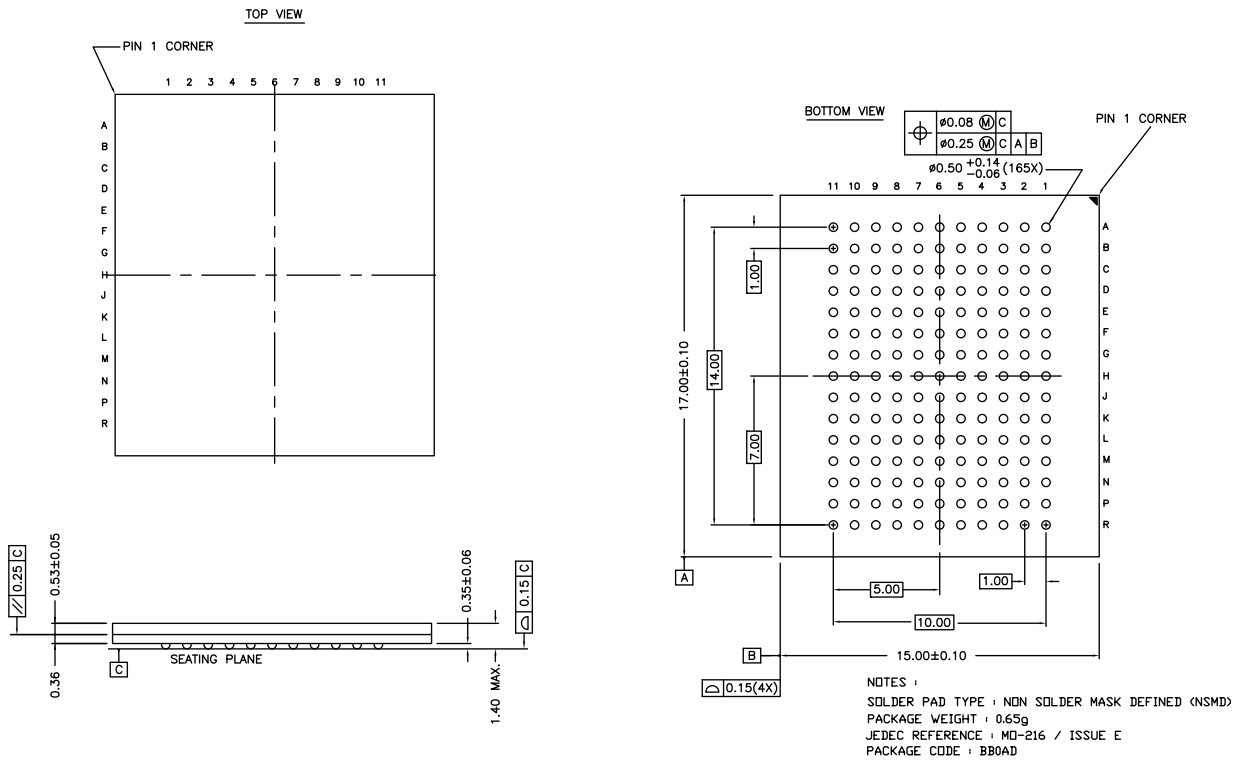 TOP VIEW
PIN 1 CORNER
1 2 3 4 5 6 7 8 9 10 11
A
B
C
D
E
F
G
H
J
K
L
M
N
P
R
BOTTOM VIEW
ø0.08 Ⓜ C
ø0.25 Ⓜ C A B
ø0.50 +0.14 -0.06 (165X)
PIN 1 CORNER
11 10 9 8 7 6 5 4 3 2 1
A
B
C
D
E
F
G
H
J
K
L
M
N
P
R
1.00
14.00
17.00±0.10
7.00
A
5.00
1.00
10.00
B
15.00±0.10
0.15(4X)
0.25 C
0.53±0.05
0.36
C
SEATING PLANE
0.35±0.06
0.15 C
1.40 MAX.
NOTES :
SOLDER PAD TYPE : NON SOLDER MASK DEFINED (NSMD)
PACKAGE WEIGHT : 0.65g
JEDEC REFERENCE : MO-216 / ISSUE E
PACKAGE CODE : BB0AD